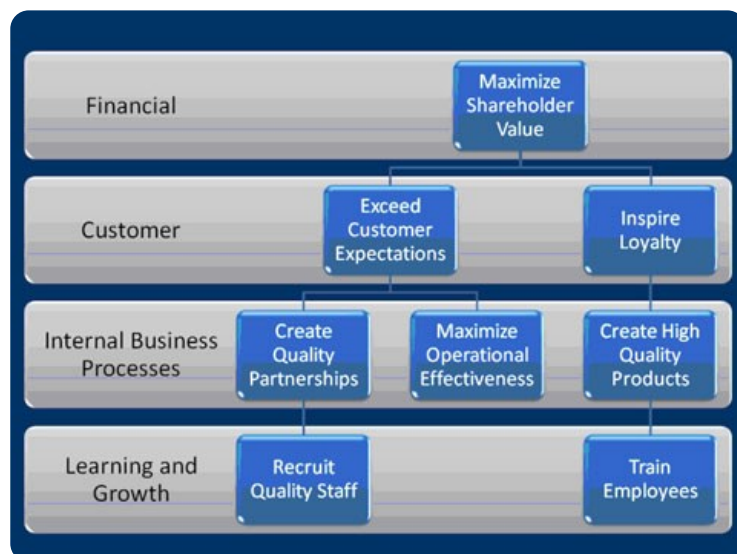 Financial
Maximize
Shareholder
Value
Customer
Exceed
Customer
Expectations
Inspire
Loyalty
Internal Business
Processes
Create
Quality
Partnerships
Maximize
Operational
Effectiveness
Create High
Quality
Products
Learning and
Growth
Recruit
Quality Staff
Train
Employees